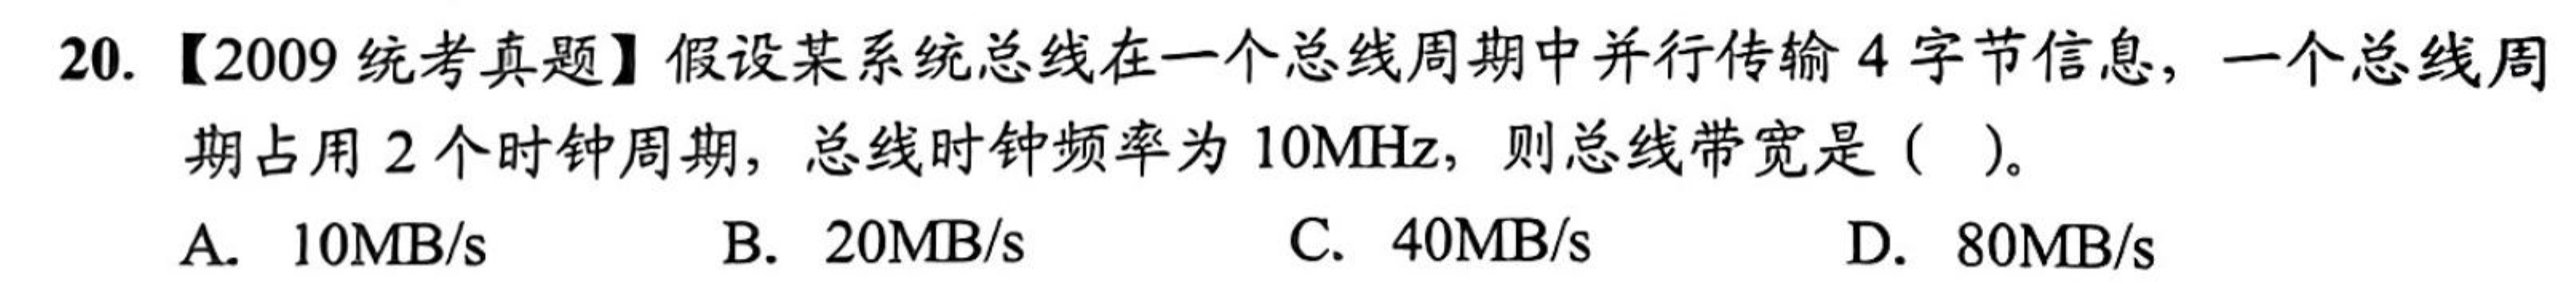 20. 【2009 统考真题】假设某系统总线在一个总线周期中并行传输 4 字节信息，一个总线周
期占用 2 个时钟周期，总线时钟频率为 10MHz，则总线带宽是（ ）。
A. 10MB/s B. 20MB/s C. 40MB/s D. 80MB/s